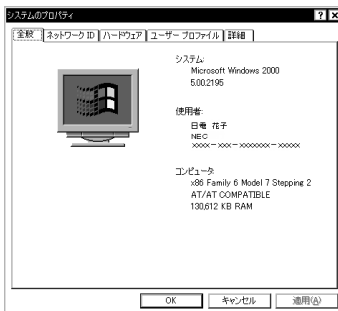 システムのプロパティ
? ×
全般 ネットワーク ID ハードウェア ユーザー プロファイル 詳細
システム:
Microsoft Windows 2000
5.00.2195
使用者:
日電 花子
NEC
xxxx-xxx-xxxxxxx-xxxxx
コンピュータ:
x86 Family 6 Model 7 Stepping 2
AT/AT COMPATIBLE
130,612 KB RAM
OK キャンセル 適用(A)